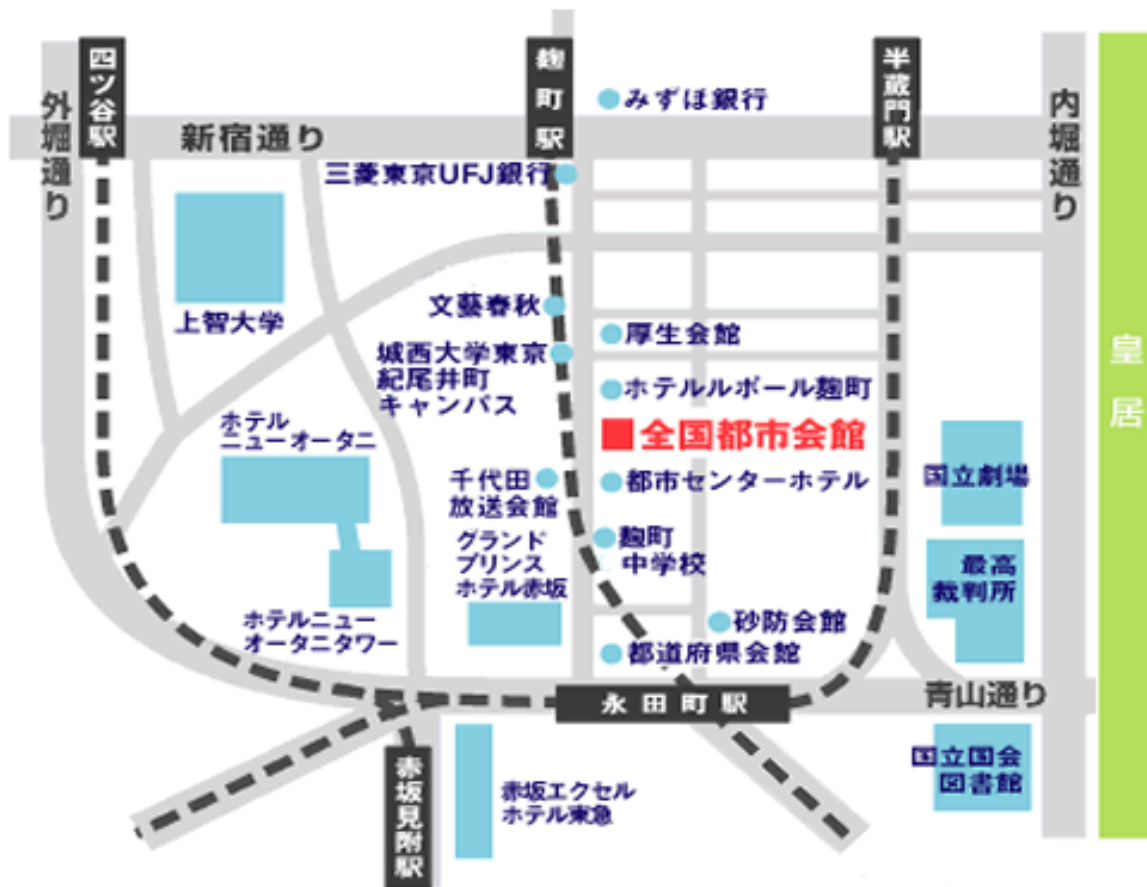 四ツ谷駅
麹町駅
半蔵門駅
みずほ銀行
外堀通り
新宿通り
内堀通り
三菱東京UFJ銀行
上智大学
文藝春秋
厚生会館
城西大学東京
紀尾井町
キャンパス
皇居
ホテルルポール麹町
ホテル
ニューオータニ
全国都市会館
千代田
放送会館
都市センターホテル
国立劇場
グランド
プリンス
ホテル赤坂
麹町
中学校
最高
裁判所
ホテルニュー
オータニタワー
砂防会館
都道府県会館
永田町駅
青山通り
赤坂見附駅
赤坂エクセル
ホテル東急
国立国会
図書館